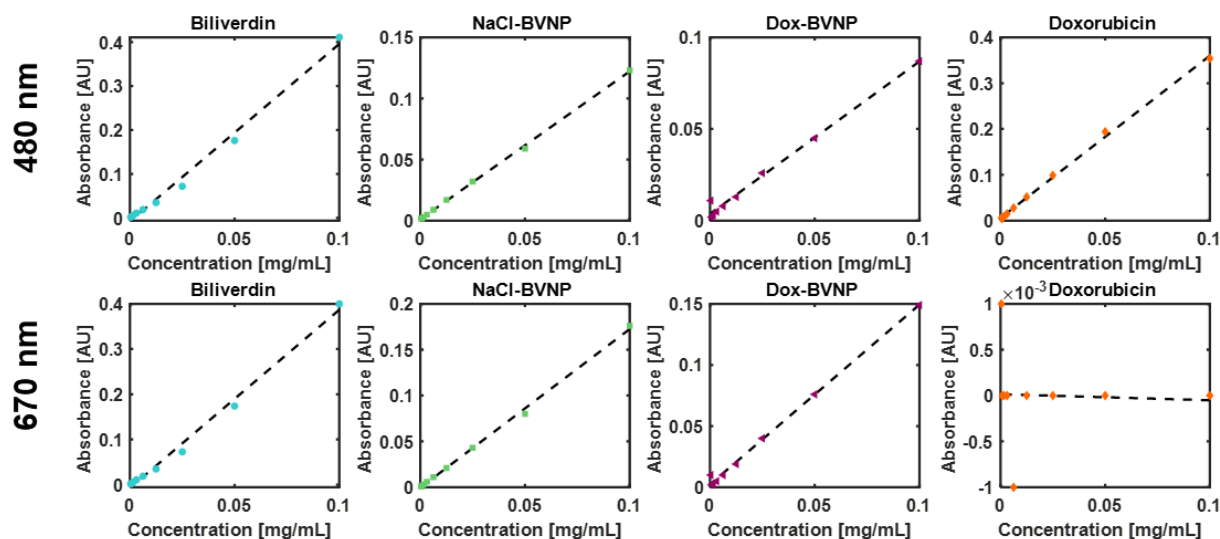 480 nm
Biliverdin
Absorbance [AU]
0.4
0.3
0.2
0.1
0
0 0.05 0.1
Concentration [mg/mL]
NaCl-BVNP
Absorbance [AU]
0.15
0.1
0.05
0
0 0.05 0.1
Concentration [mg/mL]
Dox-BVNP
Absorbance [AU]
0.1
0.05
0
0 0.05 0.1
Concentration [mg/mL]
Doxorubicin
Absorbance [AU]
0.4
0.3
0.2
0.1
0
0 0.05 0.1
Concentration [mg/mL]
670 nm
Biliverdin
Absorbance [AU]
0.4
0.3
0.2
0.1
0
0 0.05 0.1
Concentration [mg/mL]
NaCl-BVNP
Absorbance [AU]
0.2
0.15
0.1
0.05
0
0 0.05 0.1
Concentration [mg/mL]
Dox-BVNP
Absorbance [AU]
0.15
0.1
0.05
0
0 0.05 0.1
Concentration [mg/mL]
×10⁻³ Doxorubicin
Absorbance [AU]
1
0.5
0
-0.5
-1
0 0.05 0.1
Concentration [mg/mL]